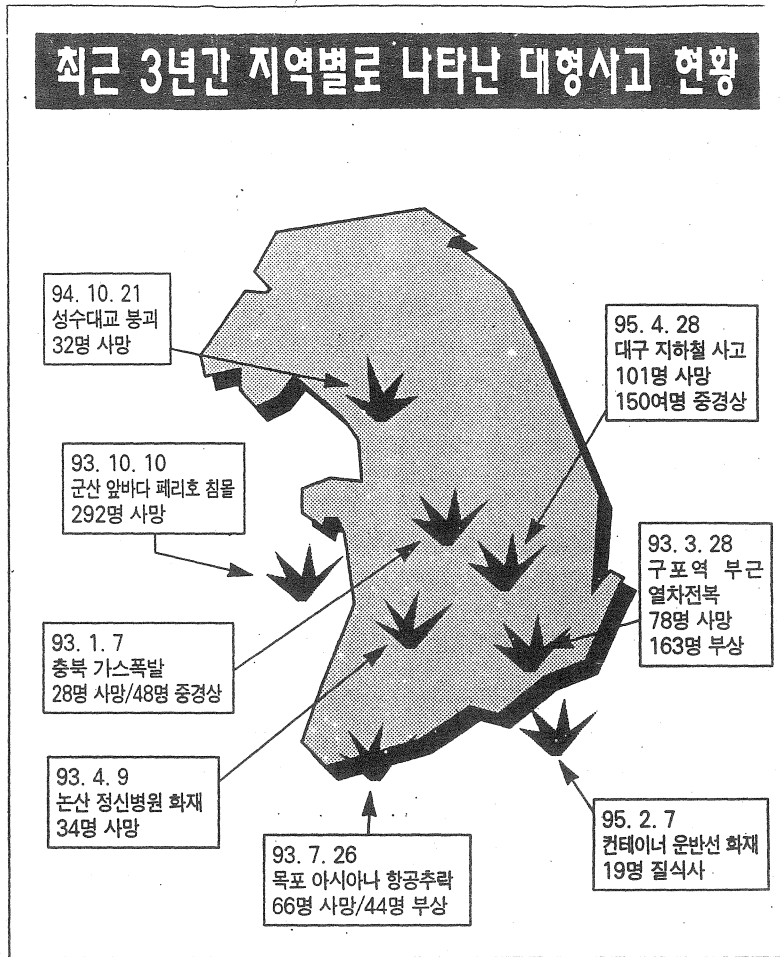 최근 3년간 지역별로 나타난 대형사고 현황
94. 10. 21
성수대교 붕괴
32명 사망
95. 4. 28
대구 지하철 사고
101명 사망
150여명 중경상
93. 10. 10
군산 앞바다 페리호 침몰
292명 사망
93. 3. 28
구포역 부근
열차전복
78명 사망
163명 부상
93. 1. 7
충북 가스폭발
28명 사망/48명 중경상
93. 4. 9
논산 정신병원 화재
34명 사망
93. 7. 26
목포 아시아나 항공추락
66명 사망/44명 부상
95. 2. 7
컨테이너 운반선 화재
19명 질식사